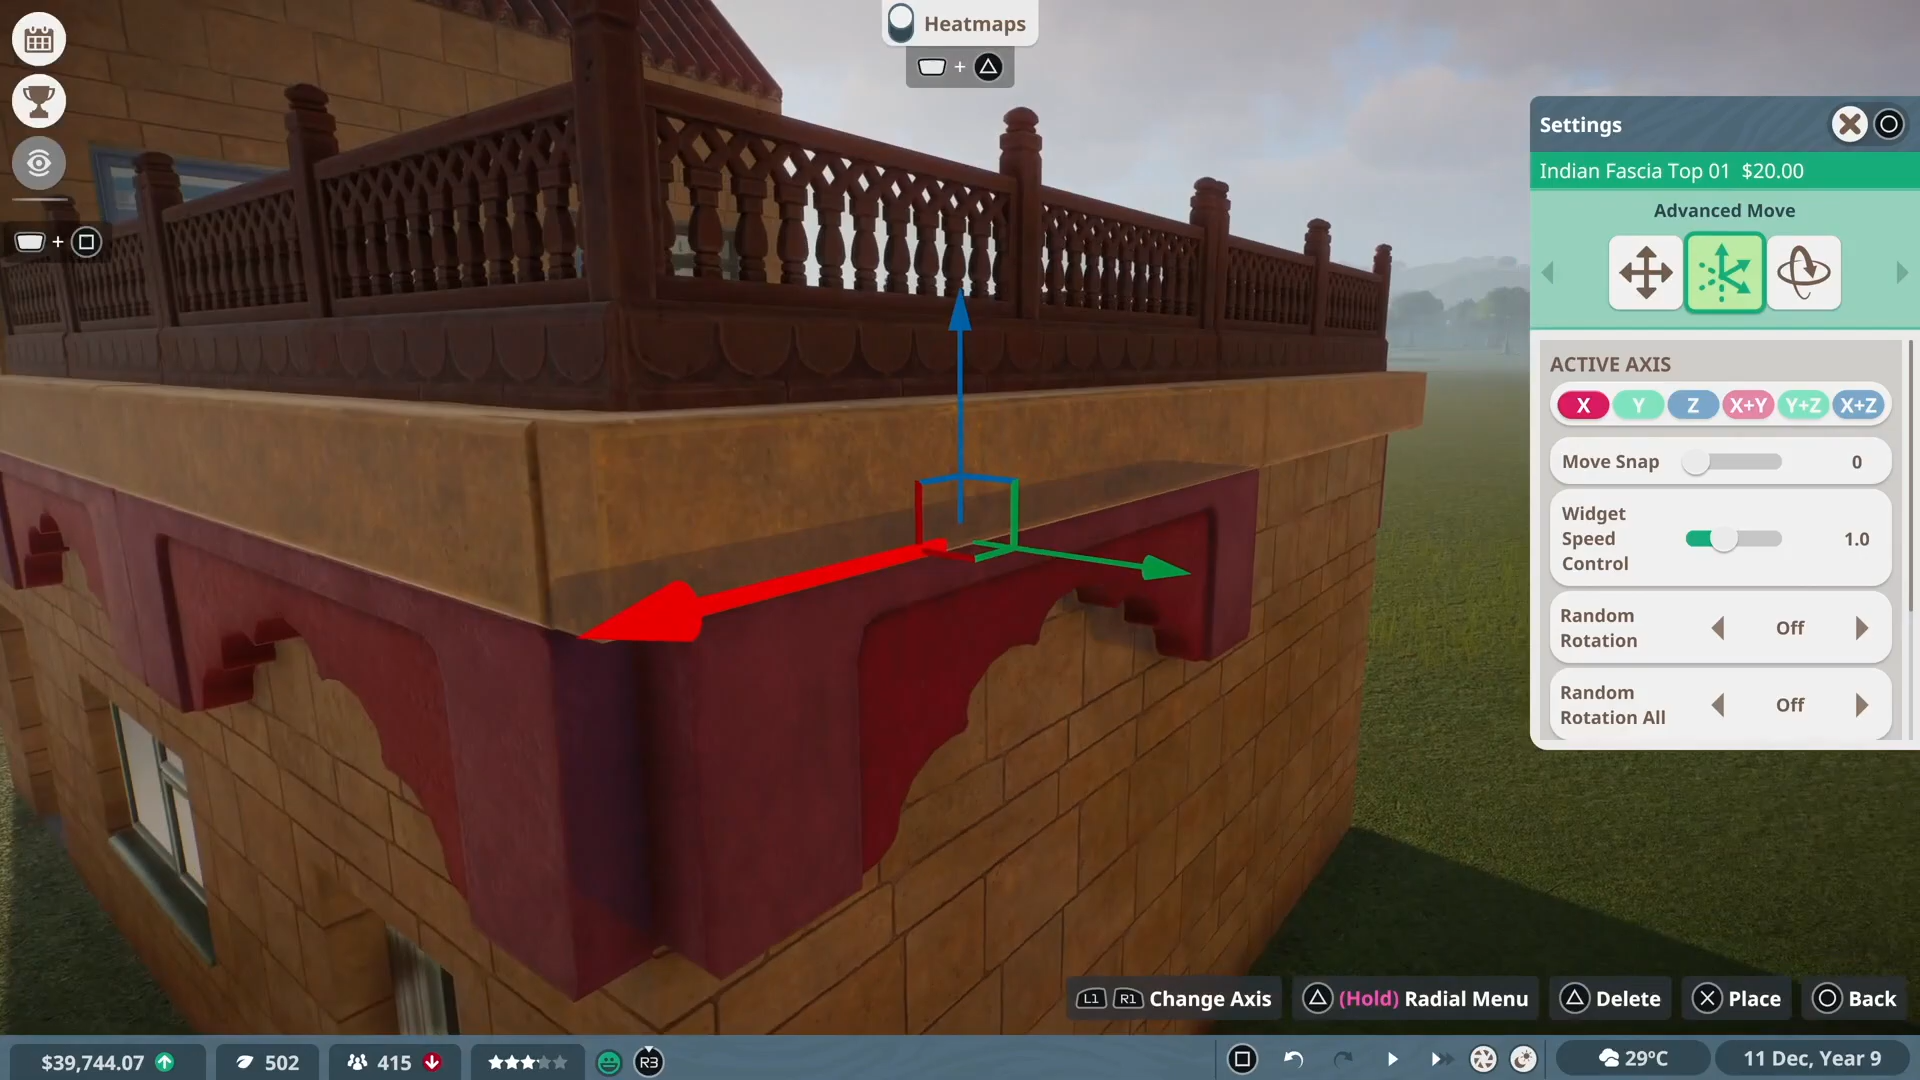 Heatmaps
+
+
Settings
Indian Fascia Top 01 $20.00
Advanced Move
ACTIVE AXIS
X Y Z X+Y Y+Z X+Z
Move Snap 0
Widget
Speed
Control
1.0
Random
Rotation
Off
Random
Rotation All
Off
L1 R1 Change Axis
(Hold) Radial Menu
Delete
Place
Back
$39,744.07
502
415
R3
29°C
11 Dec, Year 9